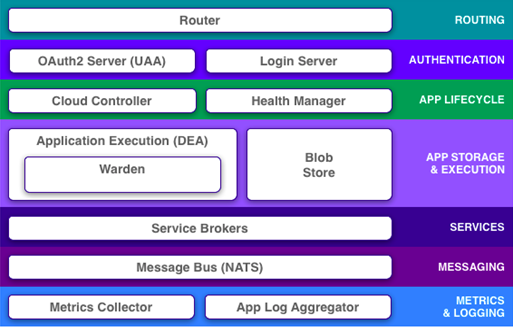 Router
ROUTING
OAuth2 Server (UAA)
Login Server
AUTHENTICATION
Cloud Controller
Health Manager
APP LIFECYCLE
Application Execution (DEA)
Warden
Blob
Store
APP STORAGE
& EXECUTION
Service Brokers
SERVICES
Message Bus (NATS)
MESSAGING
Metrics Collector
App Log Aggregator
METRICS
& LOGGING